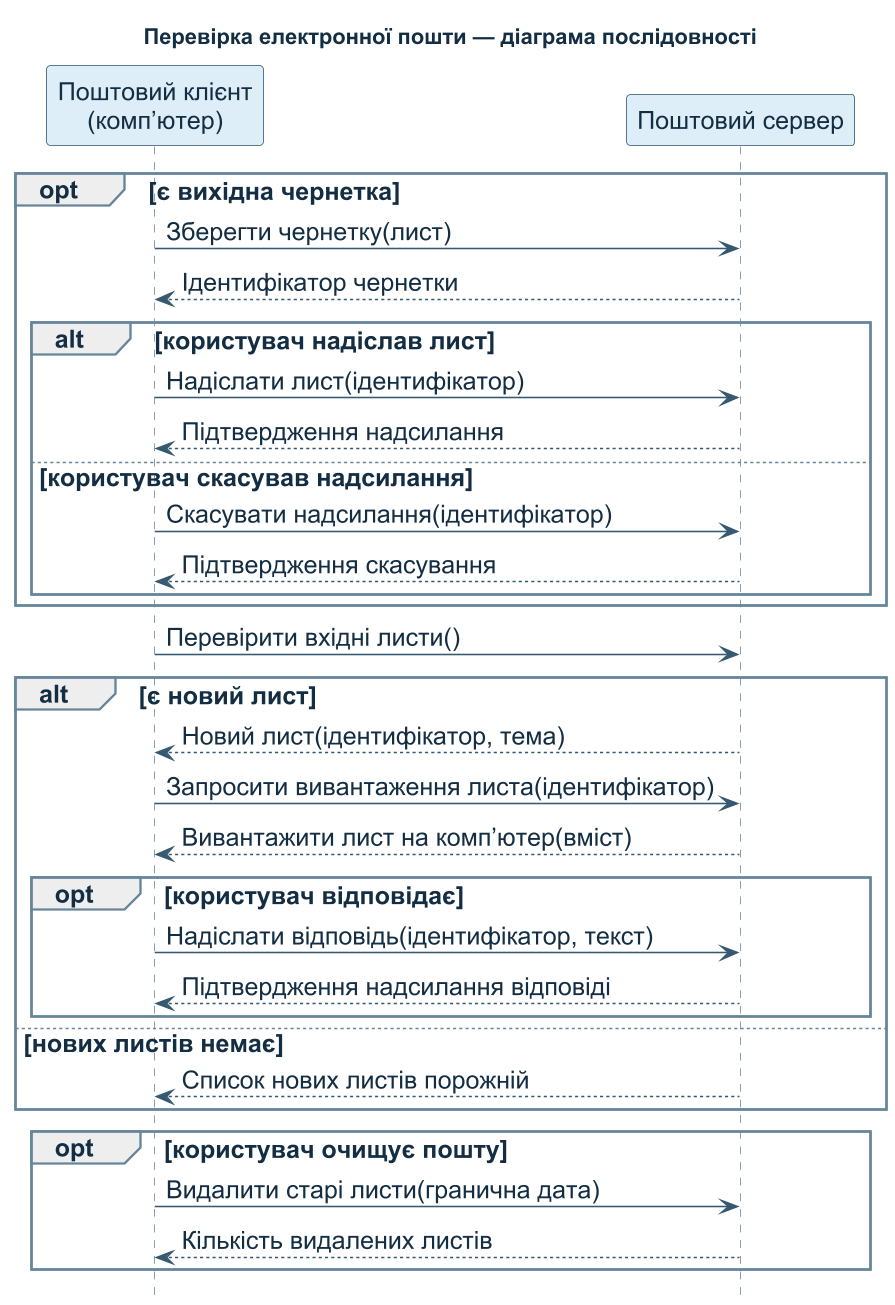 Перевірка електронної пошти — діаграма послідовності
Поштовий клієнт
(комп’ютер)
Поштовий сервер
opt
[є вихідна чернетка]
Зберегти чернетку(лист)
Ідентифікатор чернетки
alt
[користувач надіслав лист]
Надіслати лист(ідентифікатор)
Підтвердження надсилання
[користувач скасував надсилання]
Скасувати надсилання(ідентифікатор)
Підтвердження скасування
Перевірити вхідні листи()
alt
[є новий лист]
Новий лист(ідентифікатор, тема)
Запросити вивантаження листа(ідентифікатор)
Вивантажити лист на комп’ютер(вміст)
opt
[користувач відповідає]
Надіслати відповідь(ідентифікатор, текст)
Підтвердження надсилання відповіді
[нових листів немає]
Список нових листів порожній
opt
[користувач очищує пошту]
Видалити старі листи(гранична дата)
Кількість видалених листів